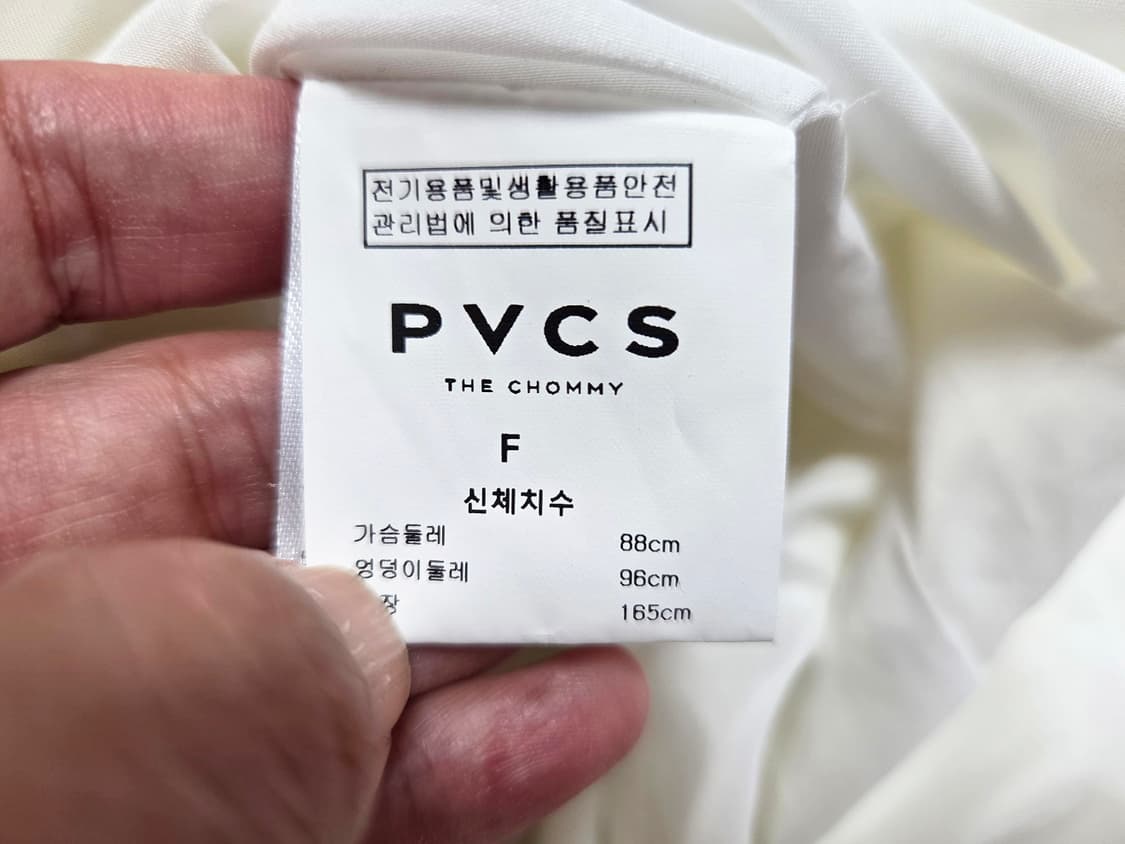 전기용품및생활용품안전
관리법에 의한 품질표시
PVCS
THE CHOMMY
F
신체치수
가슴둘레 88cm
엉덩이둘레 96cm
165cm